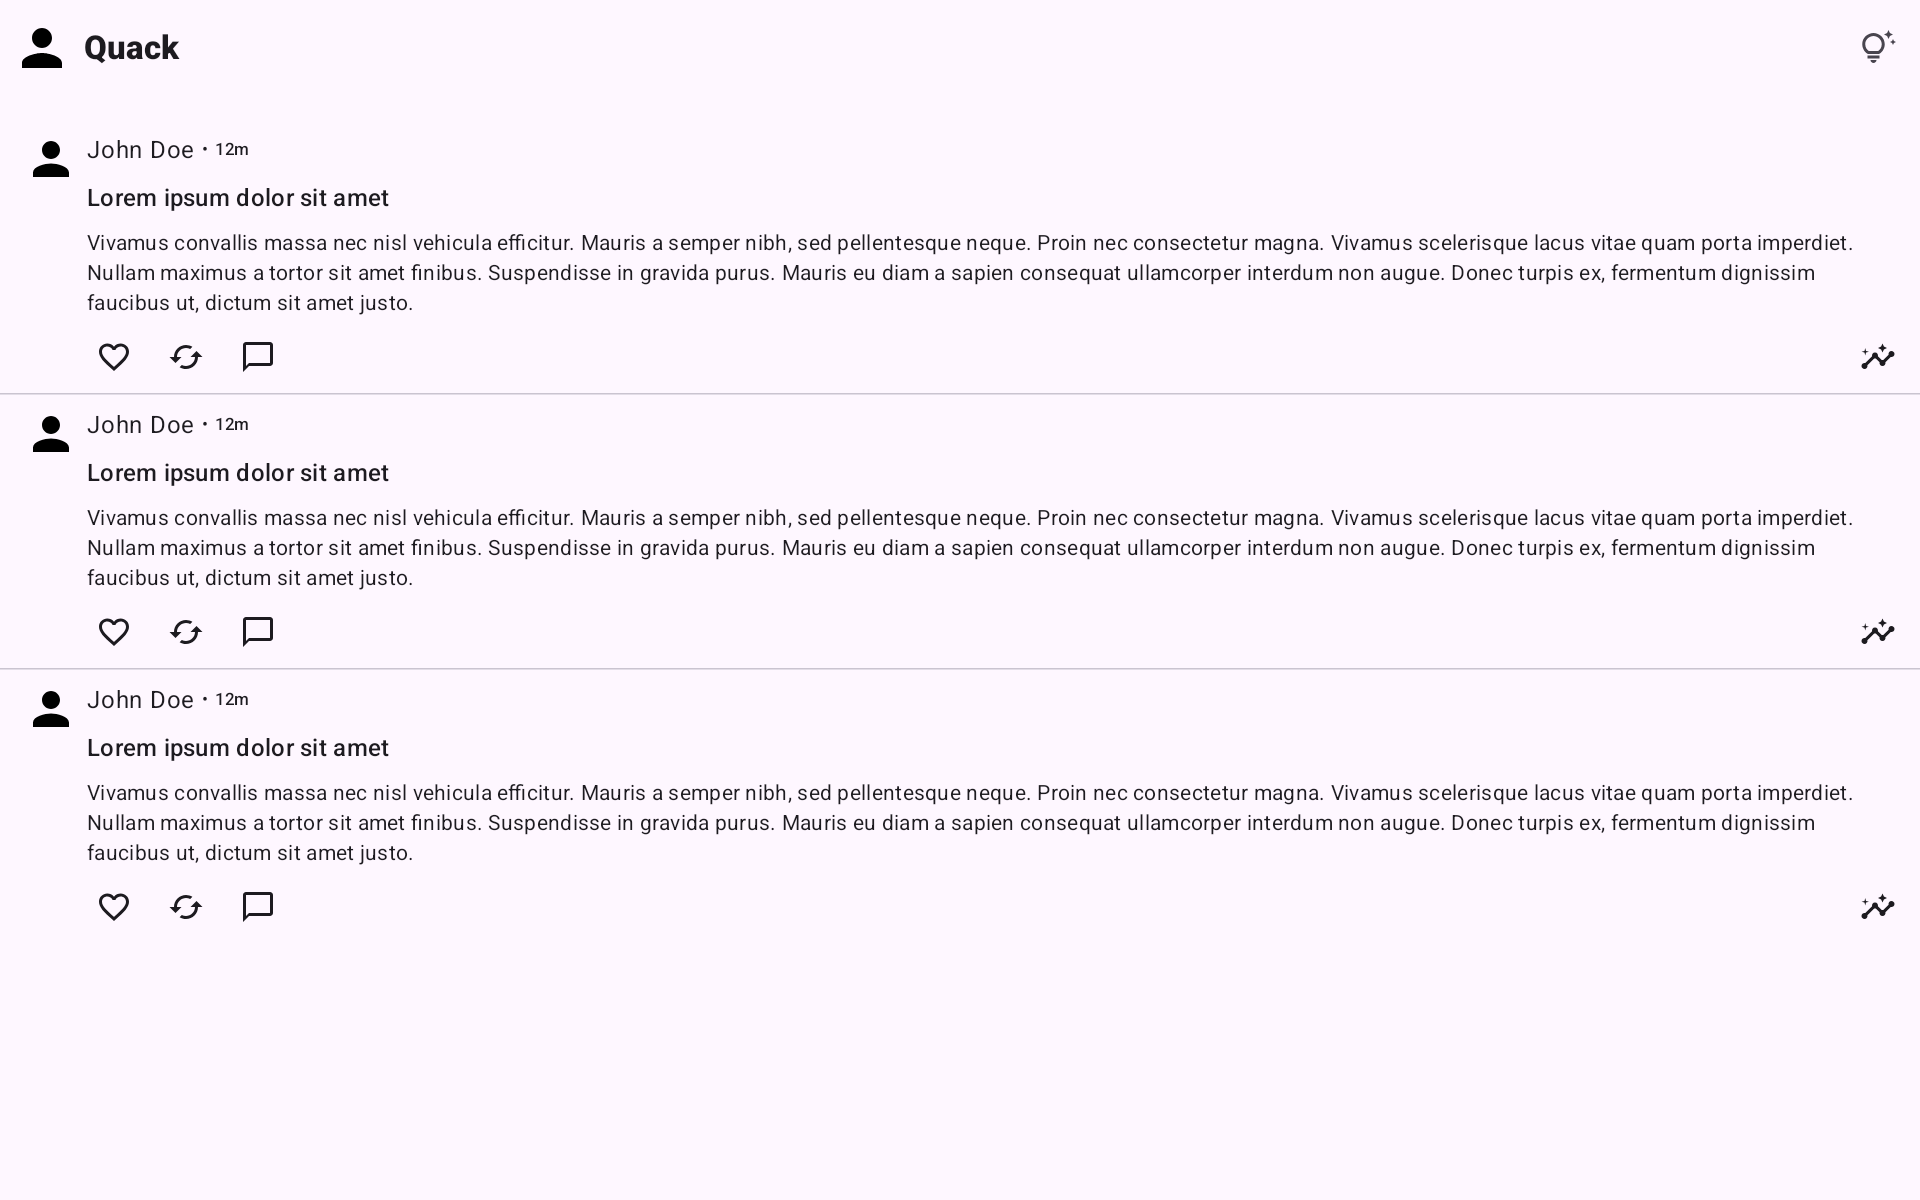 Quack
John Doe • 12m
Lorem ipsum dolor sit amet
Vivamus convallis massa nec nisl vehicula efficitur. Mauris a semper nibh, sed pellentesque neque. Proin nec consectetur magna. Vivamus scelerisque lacus vitae quam porta imperdiet.
Nullam maximus a tortor sit amet finibus. Suspendisse in gravida purus. Mauris eu diam a sapien consequat ullamcorper interdum non augue. Donec turpis ex, fermentum dignissim
faucibus ut, dictum sit amet justo.
John Doe • 12m
Lorem ipsum dolor sit amet
Vivamus convallis massa nec nisl vehicula efficitur. Mauris a semper nibh, sed pellentesque neque. Proin nec consectetur magna. Vivamus scelerisque lacus vitae quam porta imperdiet.
Nullam maximus a tortor sit amet finibus. Suspendisse in gravida purus. Mauris eu diam a sapien consequat ullamcorper interdum non augue. Donec turpis ex, fermentum dignissim
faucibus ut, dictum sit amet justo.
John Doe • 12m
Lorem ipsum dolor sit amet
Vivamus convallis massa nec nisl vehicula efficitur. Mauris a semper nibh, sed pellentesque neque. Proin nec consectetur magna. Vivamus scelerisque lacus vitae quam porta imperdiet.
Nullam maximus a tortor sit amet finibus. Suspendisse in gravida purus. Mauris eu diam a sapien consequat ullamcorper interdum non augue. Donec turpis ex, fermentum dignissim
faucibus ut, dictum sit amet justo.